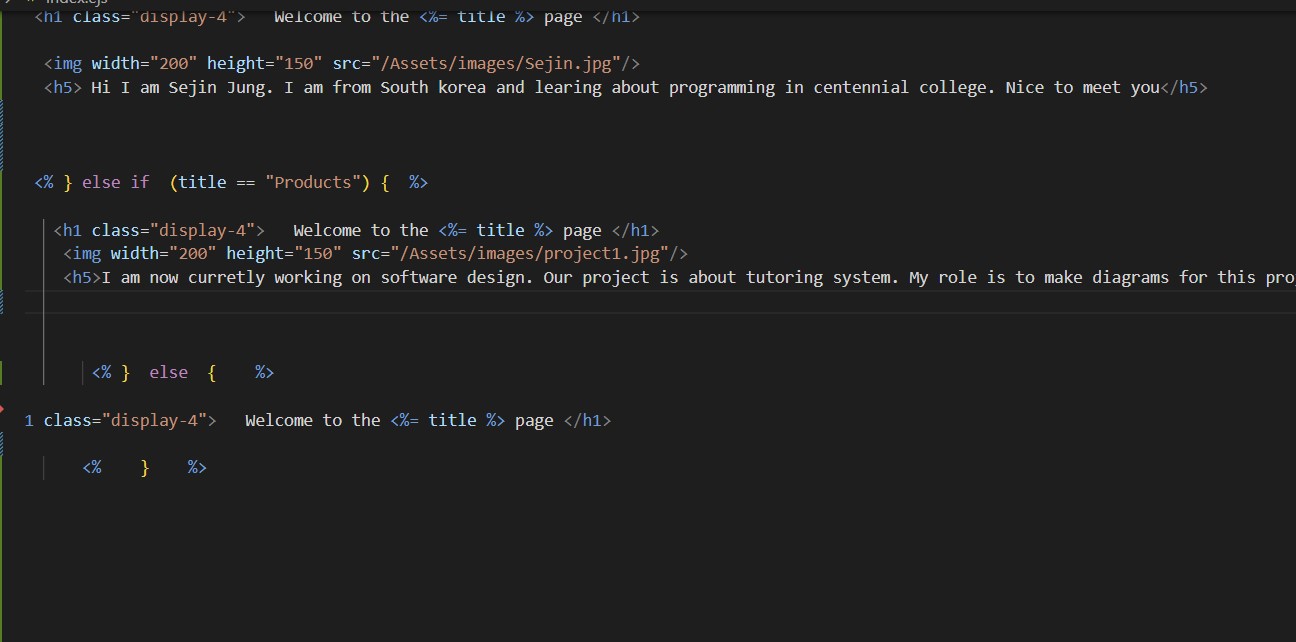 index.ejs
<h1 class="display-4">   Welcome to the <%= title %> page </h1>
<img width="200" height="150" src="/Assets/images/Sejin.jpg"/>
<h5> Hi I am Sejin Jung. I am from South korea and learing about programming in centennial college. Nice to meet you</h5>
<% } else if  (title == "Products") {  %>
<h1 class="display-4">   Welcome to the <%= title %> page </h1>
<img width="200" height="150" src="/Assets/images/project1.jpg"/>
<h5>I am now curretly working on software design. Our project is about tutoring system. My role is to make diagrams for this
<% }  else  {    %>
1 class="display-4">   Welcome to the <%= title %> page </h1>
<%    }    %>